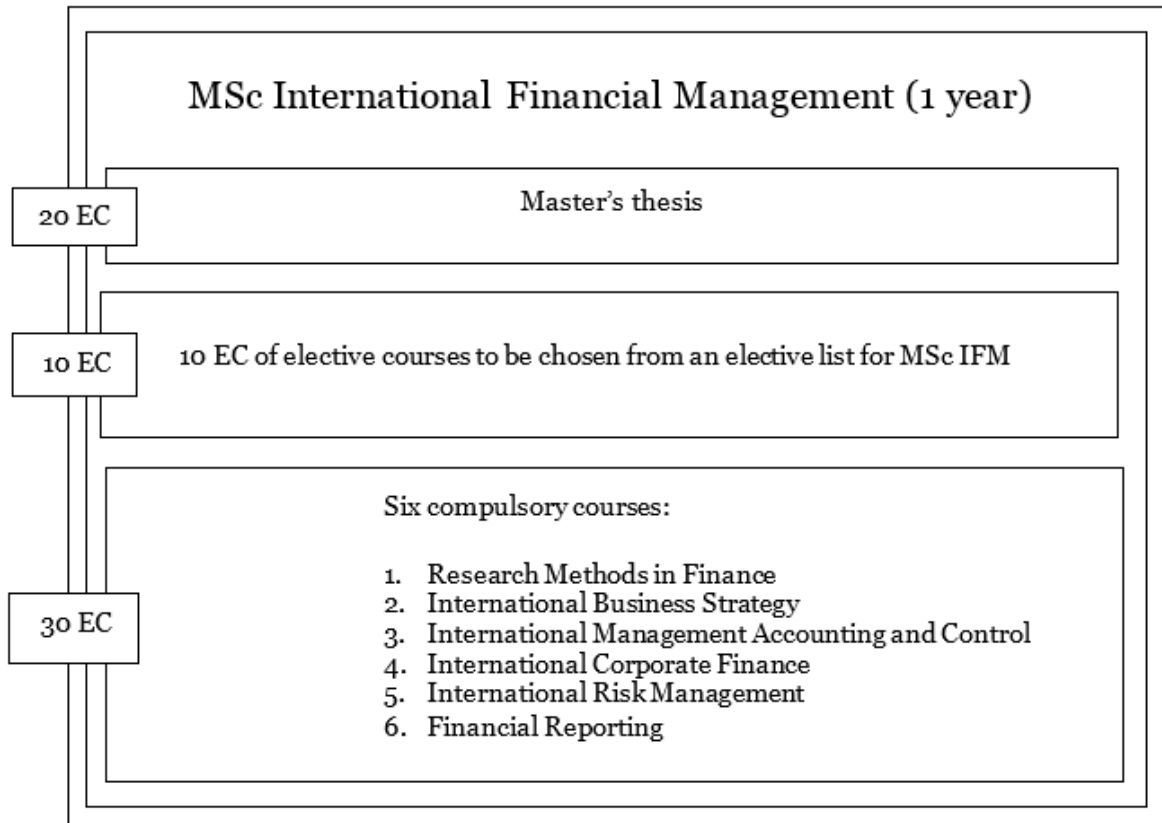 MSc International Financial Management (1 year)
20 EC
Master’s thesis
10 EC
10 EC of elective courses to be chosen from an elective list for MSc IFM
30 EC
Six compulsory courses:
1. Research Methods in Finance
2. International Business Strategy
3. International Management Accounting and Control
4. International Corporate Finance
5. International Risk Management
6. Financial Reporting